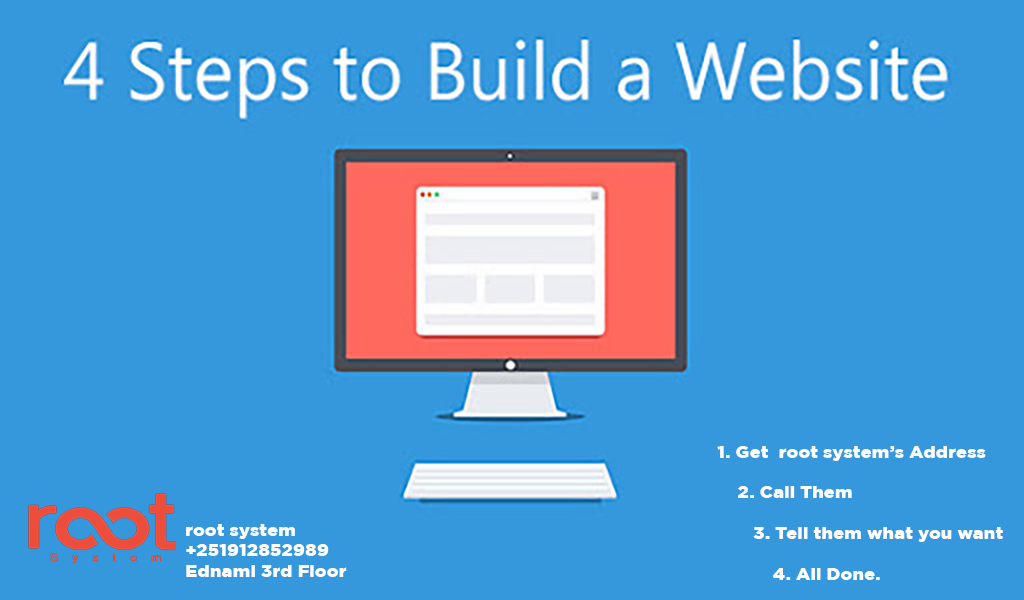 4 Steps to Build a Website
1. Get root system's Address
2. Call Them
3. Tell them what you want
4. All Done.
root
System
root system
+251912852989
Ednaml 3rd Floor